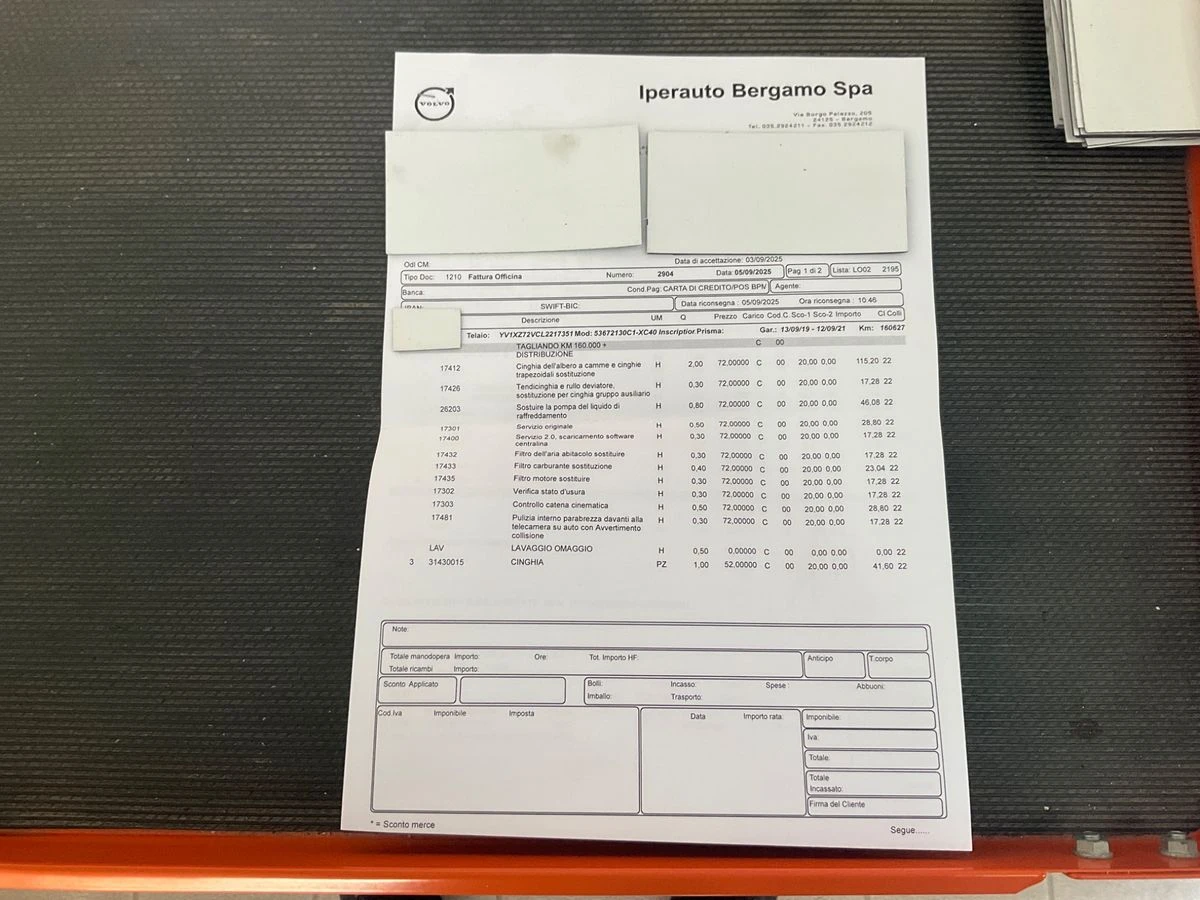 VOLVO
Iperauto Bergamo Spa
Via Borgo Palazzo, 205
24125 - Bergamo
Tel. 035 2924211 - Fax 035 2924212
Odl CM:
Data di accettazione: 03/09/2025
Tipo Doc: 1210 Fattura Officina Numero: 2904 Data: 05/09/2025 Pag 1 di 2 Lista: LO02 2195
Banca: Cond.Pag: CARTA DI CREDITO/POS BPM Agente:
SWIFT-BIC: Data riconsegna : 05/09/2025 Ora riconsegna : 10:46
Descrizione UM Q Prezzo Carico Cod.C Sco-1 Sco-2 Importo CI Colli
Telaio: YV1XZ72VCL2217351 Mod: 53672130C1-XC40 Inscription Prisma: Gar.: 13/09/19 - 12/09/21 Km: 160627
TAGLIANDO KM 160.000 + C 00
DISTRIBUZIONE
17412 Cinghia dell'albero a camme e cinghie H 2,00 72,00000 C 00 20,00 0,00 115,20 22
trapezoidali sostituzione
17426 Tendicinghia e rullo deviatore, H 0,30 72,00000 C 00 20,00 0,00 17,28 22
sostituzione per cinghia gruppo ausiliario
26203 Sostuire la pompa del liquido di H 0,80 72,00000 C 00 20,00 0,00 46,08 22
raffreddamento
17301 Servizio originale H 0,50 72,00000 C 00 20,00 0,00 28,80 22
17400 Servizio 2.0, scaricamento software H 0,30 72,00000 C 00 20,00 0,00 17,28 22
centralina
17432 Filtro dell'aria abitacolo sostituire H 0,30 72,00000 C 00 20,00 0,00 17,28 22
17433 Filtro carburante sostituzione H 0,40 72,00000 C 00 20,00 0,00 23,04 22
17435 Filtro motore sostituire H 0,30 72,00000 C 00 20,00 0,00 17,28 22
17302 Verifica stato d'usura H 0,30 72,00000 C 00 20,00 0,00 17,28 22
17303 Controllo catena cinematica H 0,50 72,00000 C 00 20,00 0,00 28,80 22
17481 Pulizia interno parabrezza davanti alla H 0,30 72,00000 C 00 20,00 0,00 17,28 22
telecamera su auto con Avvertimento
collisione
LAV LAVAGGIO OMAGGIO H 0,50 0,00000 C 00 0,00 0,00 0,00 22
3 31430015 CINGHIA PZ 1,00 52,00000 C 00 20,00 0,00 41,60 22
Note:
Totale manodopera Importo: Ore: Tot. Importo HF: Anticipo T.corpo
Totale ricambi Importo:
Sconto Applicato Bolli: Incasso: Spese : Abbuoni:
Imballo: Trasporto:
Cod.Iva Imponibile Imposta Data Importo rata Imponibile:
Iva:
Totale:
Totale
Incassato:
Firma del Cliente
* = Sconto merce
Segue......